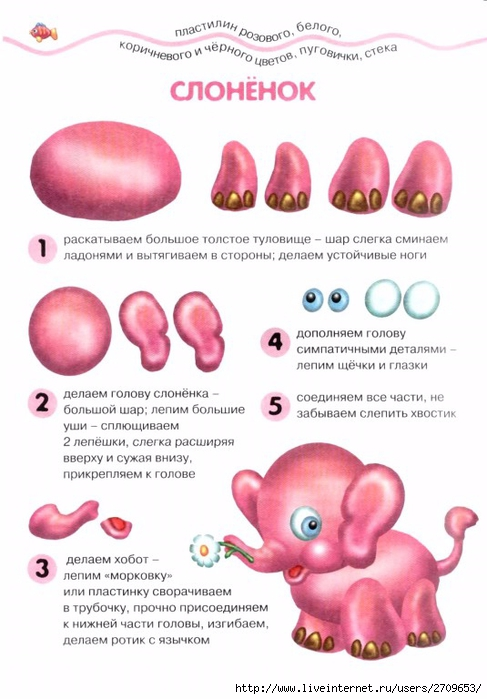 пластилин розового, белого,
коричневого и чёрного цветов, пуговички, стека
СЛОНЁНОК
1 раскатываем большое толстое туловище – шар слегка сминаем
ладонями и вытягиваем в стороны; делаем устойчивые ноги
2 делаем голову слонёнка –
большой шар; лепим большие
уши – сплющиваем
2 лепёшки, слегка расширяя
вверху и сужая внизу,
прикрепляем к голове
3 делаем хобот –
лепим «морковку»
или пластинку сворачиваем
в трубочку, прочно присоединяем
к нижней части головы, изгибаем,
делаем ротик с язычком
4 дополняем голову
симпатичными деталями –
лепим щёчки и глазки
5 соединяем все части, не
забываем слепить хвостик
http://www.liveinternet.ru/users/2709653/